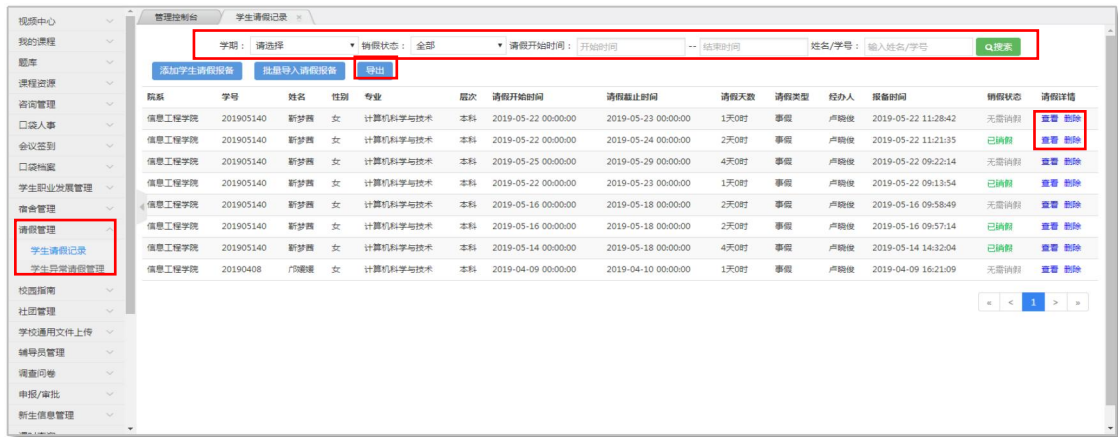 管理控制台 学生请假记录 ×
视频中心
我的课程
题库
课程资源
咨询管理
口袋人事
会议签到
口袋档案
学生职业发展管理
宿舍管理
请假管理
学生请假记录
学生异常请假管理
校园指南
社团管理
学校通用文件上传
辅导员管理
调查问卷
申报/审批
新生信息管理
学期： 请选择 销假状态： 全部 请假开始时间： 开始时间 -- 结束时间 姓名/学号： 输入姓名/学号 搜索
添加学生请假报备 批量导入请假报备 导出
院系 学号 姓名 性别 专业 层次 请假开始时间 请假截止时间 请假天数 请假类型 经办人 报备时间 销假状态 请假详情
信息工程学院 201905140 靳梦茜 女 计算机科学与技术 本科 2019-05-22 00:00:00 2019-05-23 00:00:00 1天0时 事假 卢晓俊 2019-05-22 11:28:42 无需销假 查看 删除
信息工程学院 201905140 靳梦茜 女 计算机科学与技术 本科 2019-05-22 00:00:00 2019-05-24 00:00:00 2天0时 事假 卢晓俊 2019-05-22 11:21:35 已销假 查看 删除
信息工程学院 201905140 靳梦茜 女 计算机科学与技术 本科 2019-05-25 00:00:00 2019-05-29 00:00:00 4天0时 事假 卢晓俊 2019-05-22 09:22:14 无需销假 查看 删除
信息工程学院 201905140 靳梦茜 女 计算机科学与技术 本科 2019-05-22 00:00:00 2019-05-23 00:00:00 1天0时 事假 卢晓俊 2019-05-22 09:13:54 已销假 查看 删除
信息工程学院 201905140 靳梦茜 女 计算机科学与技术 本科 2019-05-16 00:00:00 2019-05-18 00:00:00 2天0时 事假 卢晓俊 2019-05-16 09:58:49 无需销假 查看 删除
信息工程学院 201905140 靳梦茜 女 计算机科学与技术 本科 2019-05-16 00:00:00 2019-05-18 00:00:00 2天0时 事假 卢晓俊 2019-05-16 09:57:14 已销假 查看 删除
信息工程学院 201905140 靳梦茜 女 计算机科学与技术 本科 2019-05-14 00:00:00 2019-05-18 00:00:00 4天0时 事假 卢晓俊 2019-05-14 14:32:04 已销假 查看 删除
信息工程学院 20190408 邝媛媛 女 计算机科学与技术 本科 2019-04-09 00:00:00 2019-04-10 00:00:00 1天0时 事假 卢晓俊 2019-04-09 16:21:09 无需销假 查看 删除
« < 1 > »